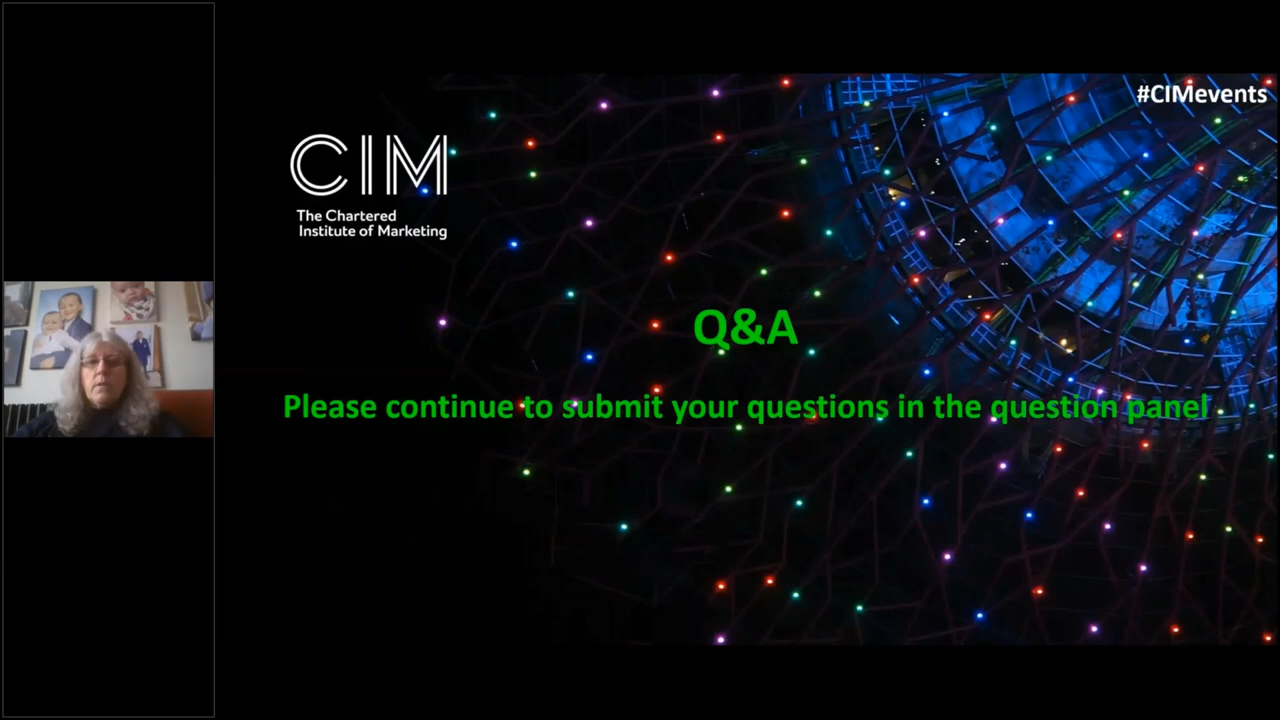 #CIMevents
CIM
The Chartered
Institute of Marketing
Q&A
Please continue to submit your questions in the question panel